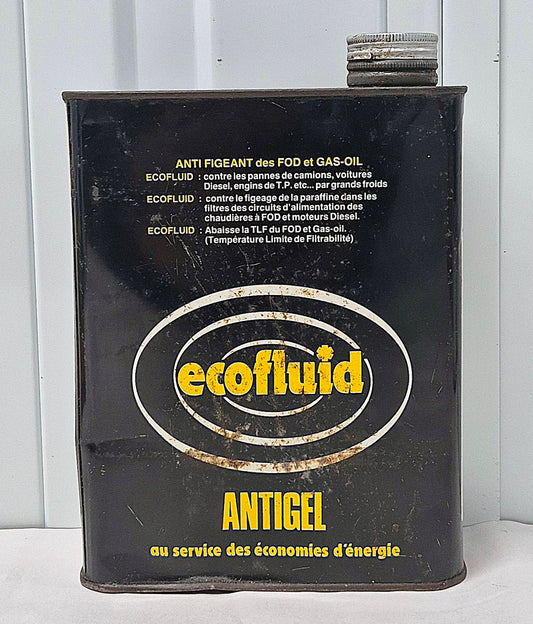 ANTI FIGEANT des FOD et GAS-OIL
ECOFLUID : contre les pannes de camions, voitures
Diesel, engins de T.P. etc... par grands froids
ECOFLUID : contre le figeage de la paraffine dans les
filtres des circuits d'alimentation des
chaudières à FOD et moteurs Diesel.
ECOFLUID : Abaisse la TLF du FOD et Gas-oil.
(Température Limite de Filtrabilité)
ecofluid
ANTIGEL
au service des économies d'énergie